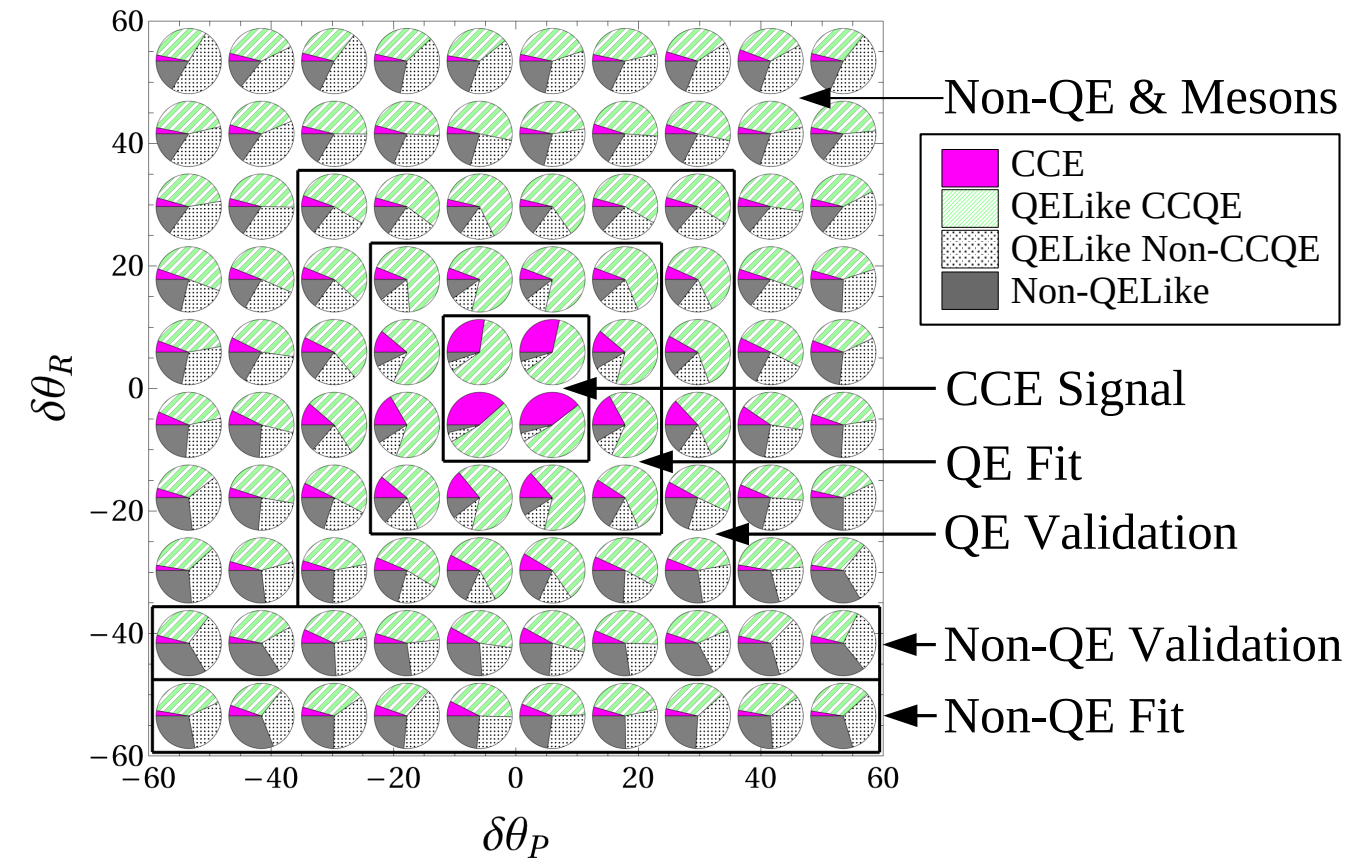 60
40
20
0
−20
−40
−60
−60 −40 −20 0 20 40 60
δθR
δθP
Non-QE & Mesons
CCE
QELike CCQE
QELike Non-CCQE
Non-QELike
CCE Signal
QE Fit
QE Validation
Non-QE Validation
Non-QE Fit